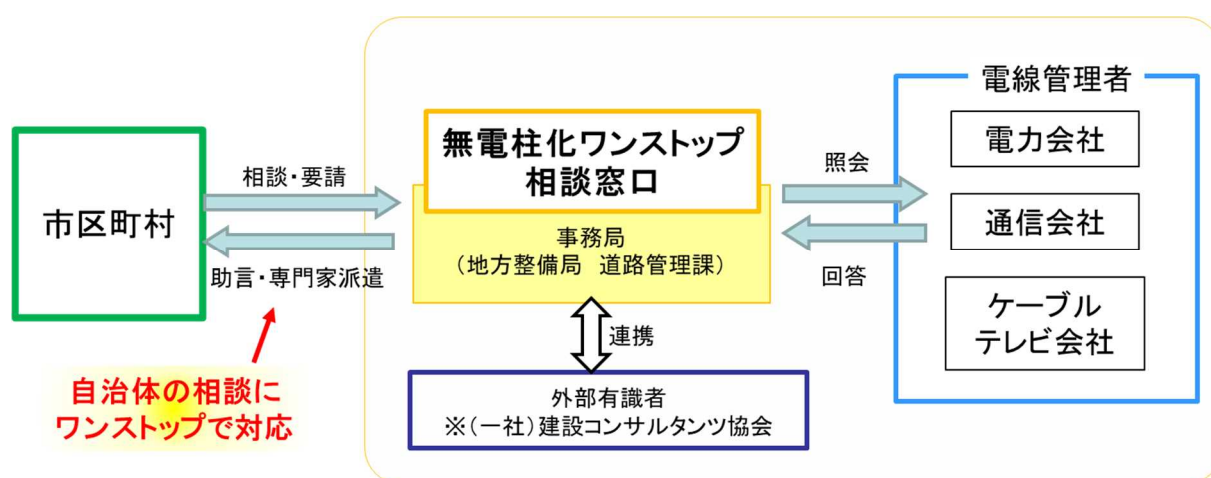 市区町村
相談・要請
助言・専門家派遣
自治体の相談に
ワンストップで対応
無電柱化ワンストップ
相談窓口
事務局
（地方整備局　道路管理課）
連携
外部有識者
※（一社）建設コンサルタンツ協会
照会
回答
電線管理者
電力会社
通信会社
ケーブル
テレビ会社